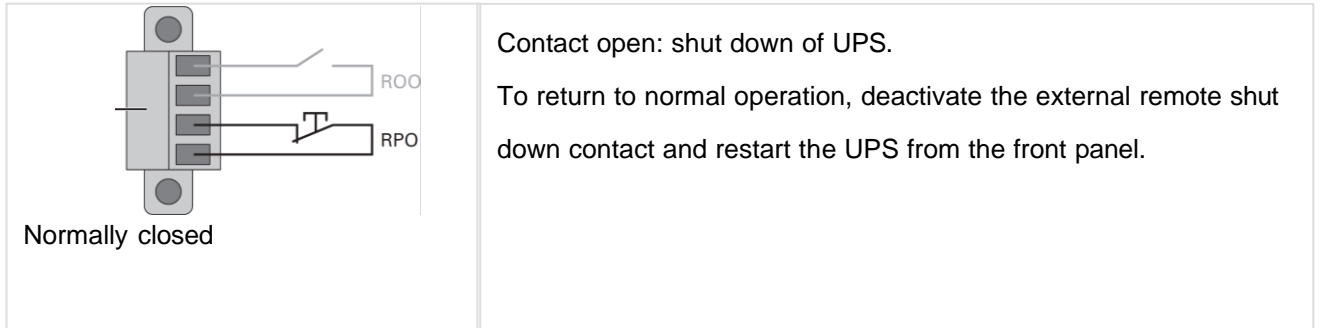 ROO
RPO
Normally closed
Contact open: shut down of UPS.
To return to normal operation, deactivate the external remote shut
down contact and restart the UPS from the front panel.